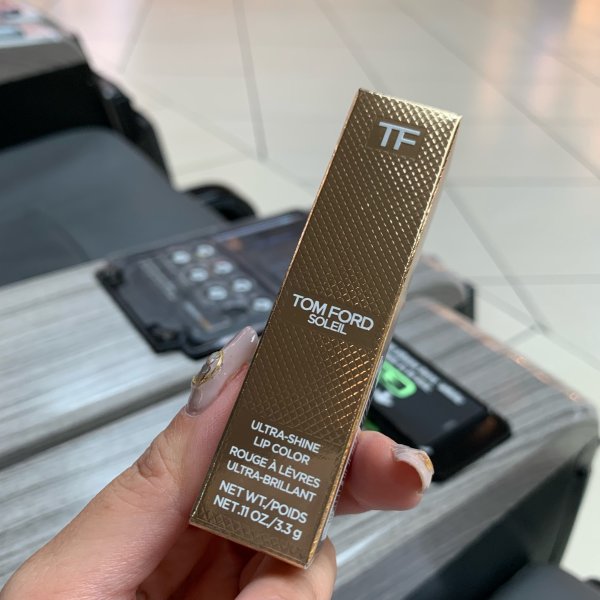 TF
TOM FORD
SOLEIL
ULTRA-SHINE
LIP COLOR
ROUGE À LÈVRES
ULTRA-BRILLANT
NET WT./POIDS
NET .11 OZ./3.3 g